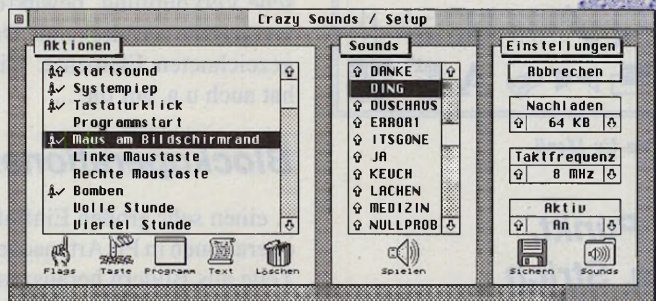 Crazy Sounds / Setup
Aktionen
Startsound
Systempiep
Tastaturklick
Programmstart
Maus am Bildschirmrand
Linke Maustaste
Rechte Maustaste
Bomben
Volle Stunde
Viertel Stunde
Flags Taste Programm Text Löschen
Sounds
DANKE
DING
DUSCHAUS
ERROR1
ITSGONE
JA
KEUCH
LACHEN
MEDIZIN
NULLPROB
Spielen
Einstellungen
Abbrechen
Nachladen
64 KB
Taktfrequenz
8 MHz
Aktiv
An
Sichern Sounds